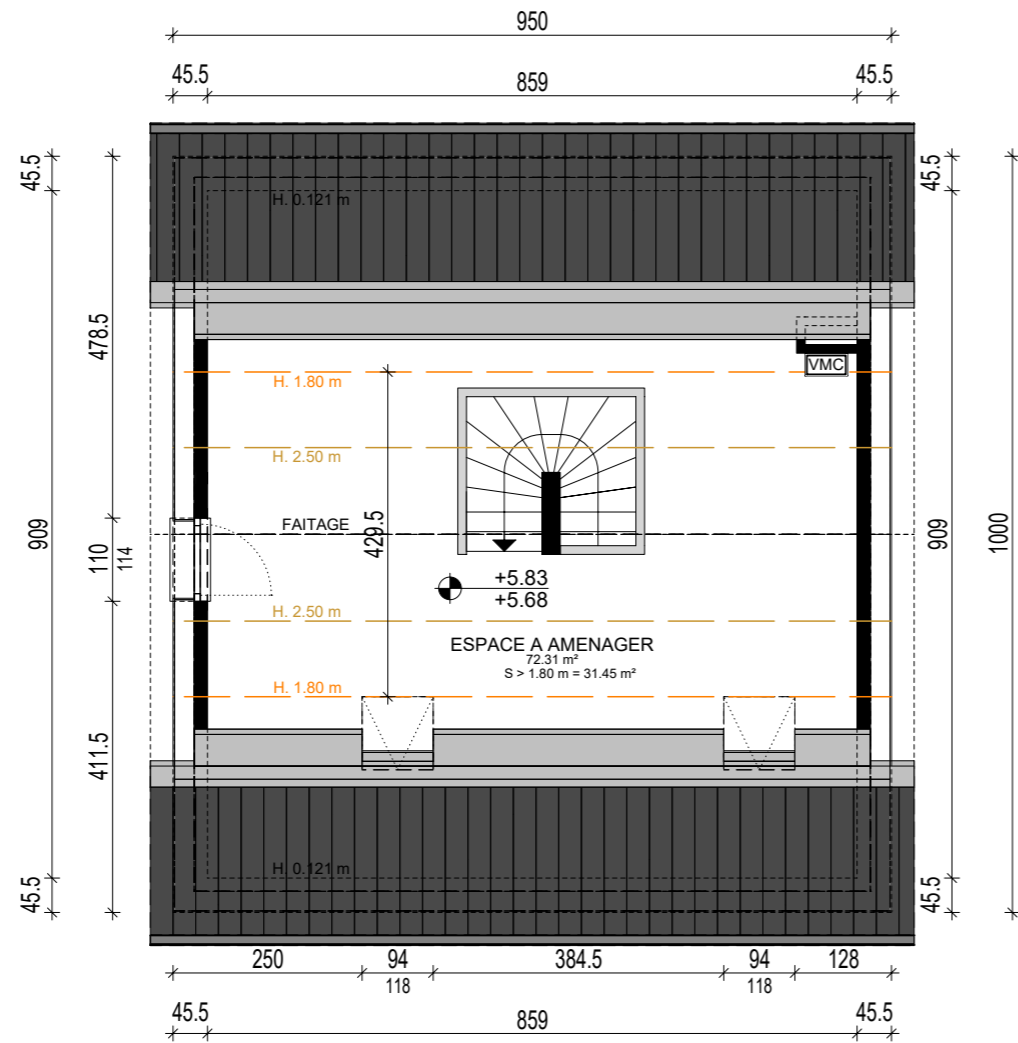 950
45.5
859
45.5
45.5
45.5
H. 0.121 m
478.5
VMC
H. 1.80 m
H. 2.50 m
FAITAGE
429.5
909
110
114
909
1000
+5.83
+5.68
H. 2.50 m
ESPACE A AMENAGER
72.31 m²
S > 1.80 m = 31.45 m²
H. 1.80 m
411.5
H. 0.121 m
45.5
45.5
250
94
384.5
94
128
118
118
45.5
859
45.5